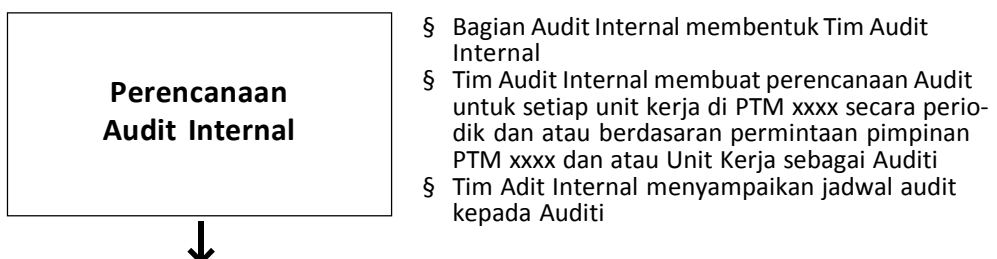 Perencanaan
Audit Internal
§ Bagian Audit Internal membentuk Tim Audit
Internal
§ Tim Audit Internal membuat perencanaan Audit
untuk setiap unit kerja di PTM xxxx secara perio-
dik dan atau berdasaran permintaan pimpinan
PTM xxxx dan atau Unit Kerja sebagai Auditi
§ Tim Adit Internal menyampaikan jadwal audit
kepada Auditi